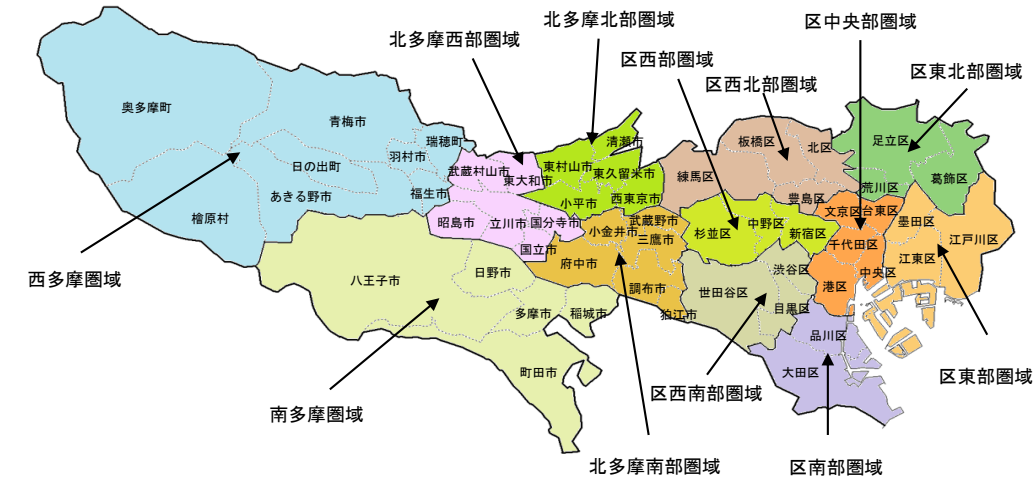 区中央部圏域
北多摩北部圏域
北多摩西部圏域
区西部圏域
区西北部圏域
区東北部圏域
奥多摩町
青梅市
瑞穂町
羽村市
日の出町
あきる野市
福生市
檜原村
武蔵村山市
東大和市
昭島市
立川市
国分寺市
国立市
清瀬市
東村山市
東久留米市
小平市
西東京市
武蔵野市
小金井市
三鷹市
府中市
調布市
狛江市
八王子市
日野市
多摩市
稲城市
町田市
板橋区
北区
練馬区
豊島区
足立区
荒川区
葛飾区
文京区
台東区
千代田区
中央区
港区
墨田区
江戸川区
江東区
杉並区
中野区
新宿区
渋谷区
世田谷区
目黒区
品川区
大田区
西多摩圏域
南多摩圏域
北多摩南部圏域
区西南部圏域
区南部圏域
区東部圏域